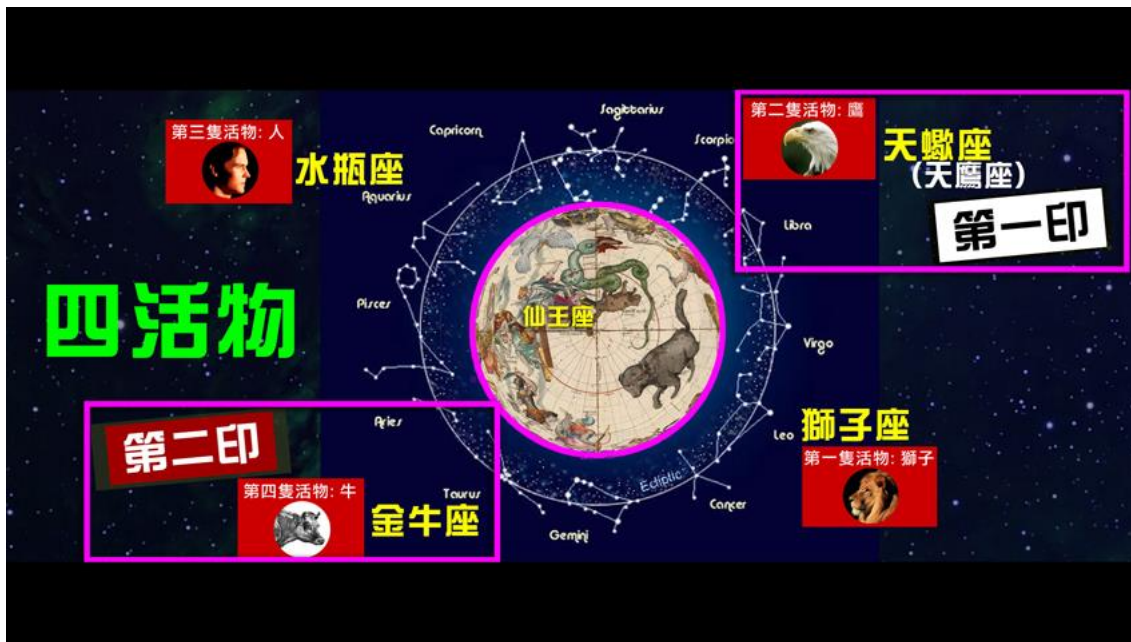 第三隻活物: 人
水瓶座
Capricorn
Sagittarius
Scorpio
第二隻活物: 鷹
天蠍座
(天鷹座)
第一印
Aquarius
Libra
四活物
Pisces
仙王座
Virgo
Aries
Leo
獅子座
第一隻活物: 獅子
第二印
第四隻活物: 牛
Taurus
金牛座
Ecliptic
Cancer
Gemini